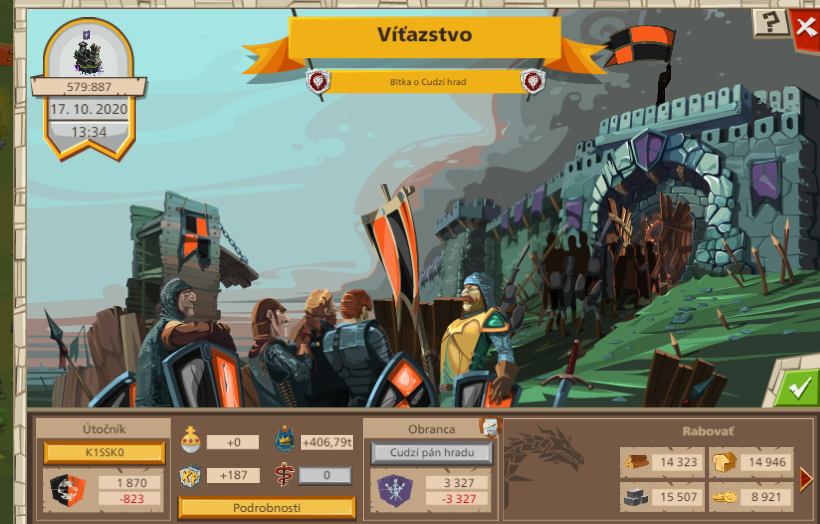 Víťazstvo
?
Bitka o Cudzí hrad
579:887
17. 10. 2020
13:34
Útočník
K1SSK0
1 870
-823
+0
+406,79t
+187
0
Podrobnosti
Obranca
Cudzí pán hradu
3 327
-3 327
Rabovať
14 323
14 946
15 507
8 921